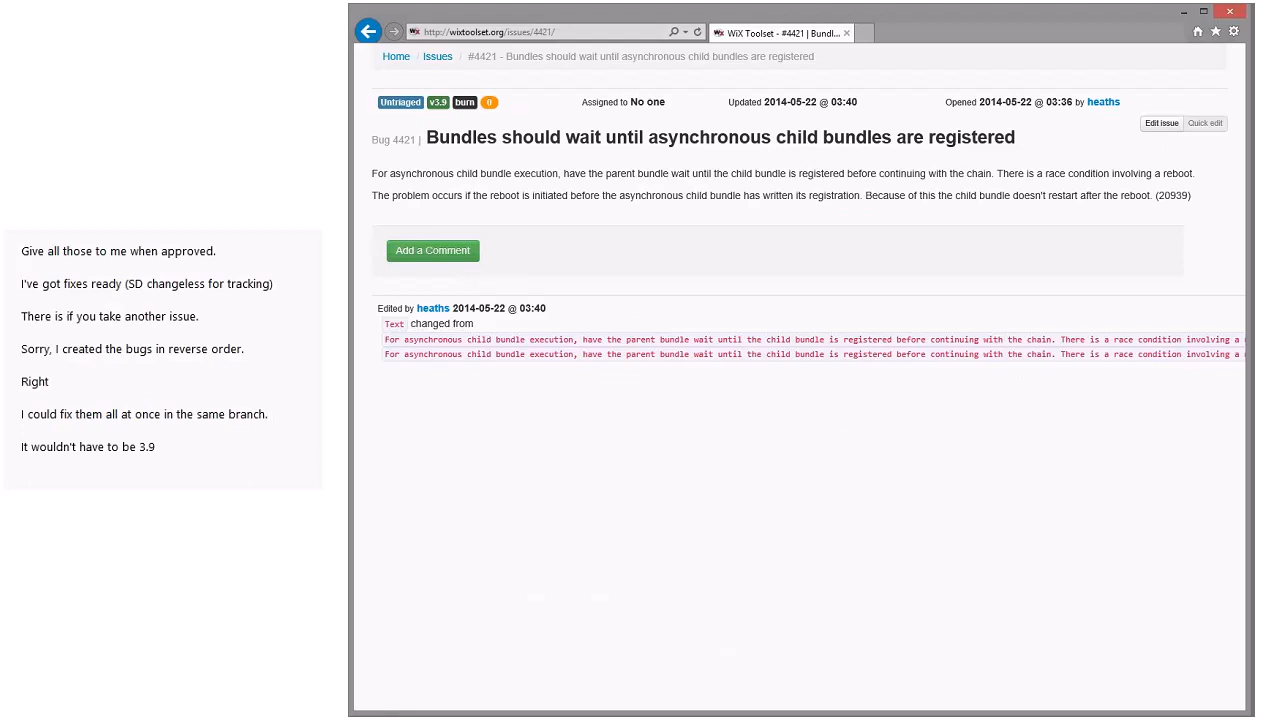 Give all those to me when approved.
I've got fixes ready (SD changeless for tracking)
There is if you take another issue.
Sorry, I created the bugs in reverse order.
Right
I could fix them all at once in the same branch.
It wouldn't have to be 3.9
http://wixtoolset.org/issues/4421/
WiX Toolset - #4421 | Bundl...
Home / Issues / #4421 - Bundles should wait until asynchronous child bundles are registered
Untriaged v3.9 burn 0 Assigned to No one Updated 2014-05-22 @ 03:40 Opened 2014-05-22 @ 03:36 by heaths
Edit issue Quick edit
Bug 4421 | Bundles should wait until asynchronous child bundles are registered
For asynchronous child bundle execution, have the parent bundle wait until the child bundle is registered before continuing with the chain. There is a race condition involving a reboot.
The problem occurs if the reboot is initiated before the asynchronous child bundle has written its registration. Because of this the child bundle doesn't restart after the reboot. (20939)
Add a Comment
Edited by heaths 2014-05-22 @ 03:40
Text changed from
For asynchronous child bundle execution, have the parent bundle wait until the child bundle is registered before continuing with the chain. There is a race condition involving a
For asynchronous child bundle execution, have the parent bundle wait until the child bundle is registered before continuing with the chain. There is a race condition involving a